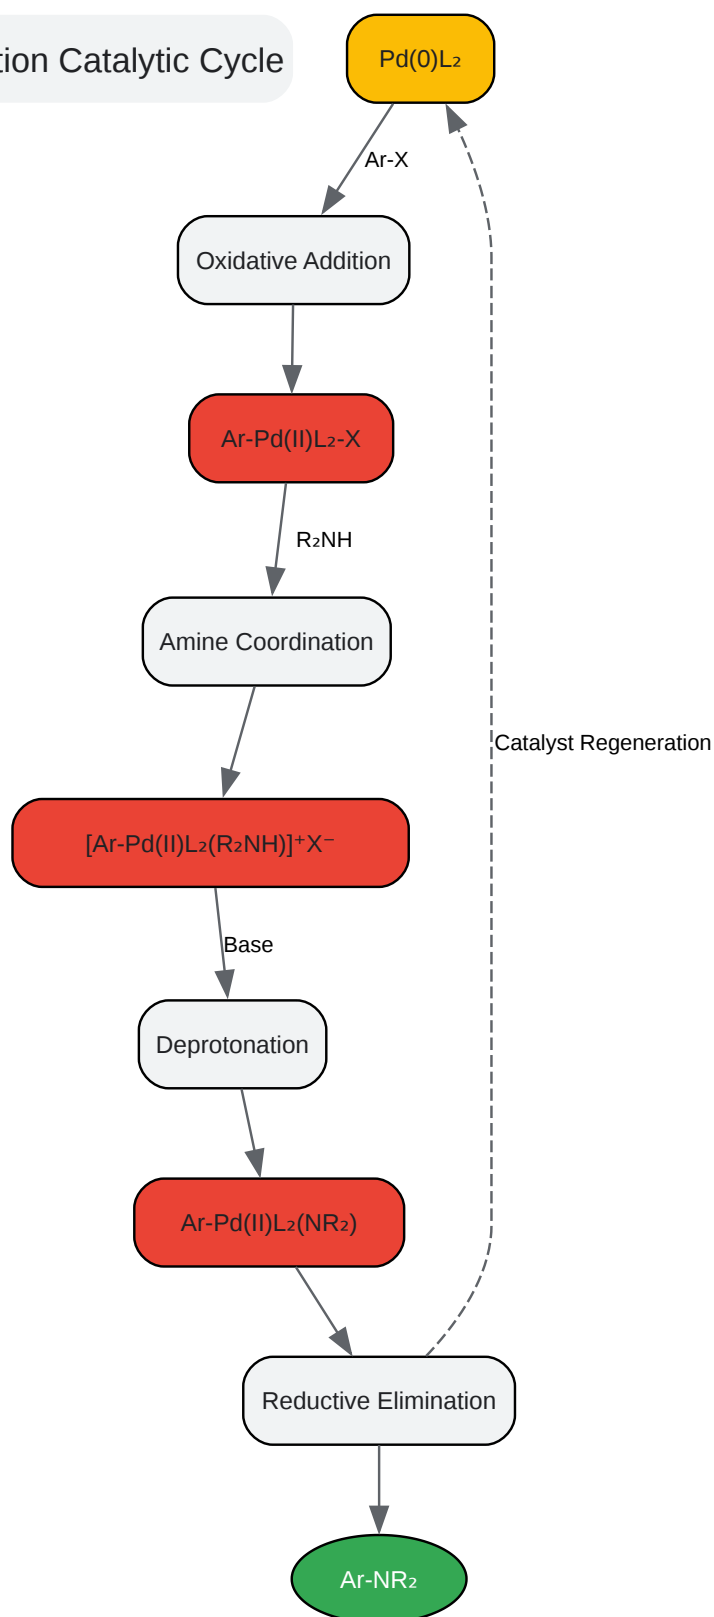 Catalytic Cycle
Pd(0)L₂
Ar-X
Oxidative Addition
Ar-Pd(II)L₂-X
R₂NH
Amine Coordination
[Ar-Pd(II)L₂(R₂NH)]⁺X⁻
Catalyst Regeneration
Base
Deprotonation
Ar-Pd(II)L₂(NR₂)
Reductive Elimination
Ar-NR₂